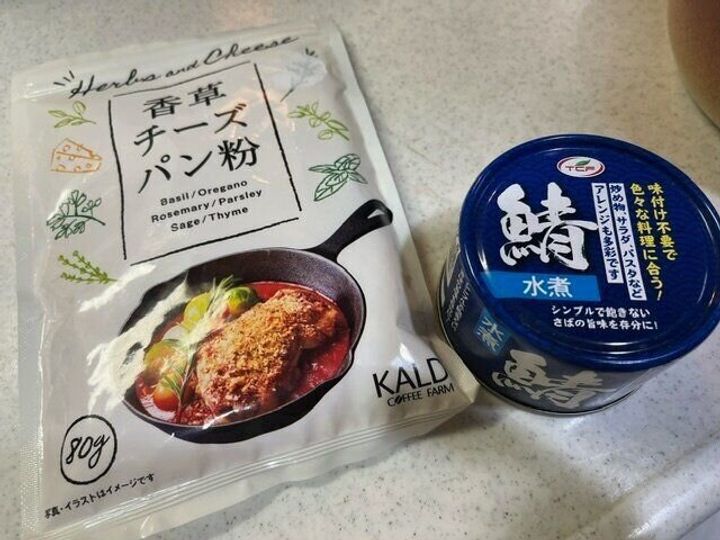 Herbs and Cheese
香草
チーズ
パン粉
Basil/Oregano
Rosemary/Parsley
Sage/Thyme
KALD
COFFEE FARM
80g
写真・イラストはイメージです
TCF
味付け不要で
色々な料理に合う!
炒め物、サラダ、パスタなど
アレンジも多彩です
鯖
水煮
シンプルで飽きない
さばの旨味を存分に!
水煮
鯖